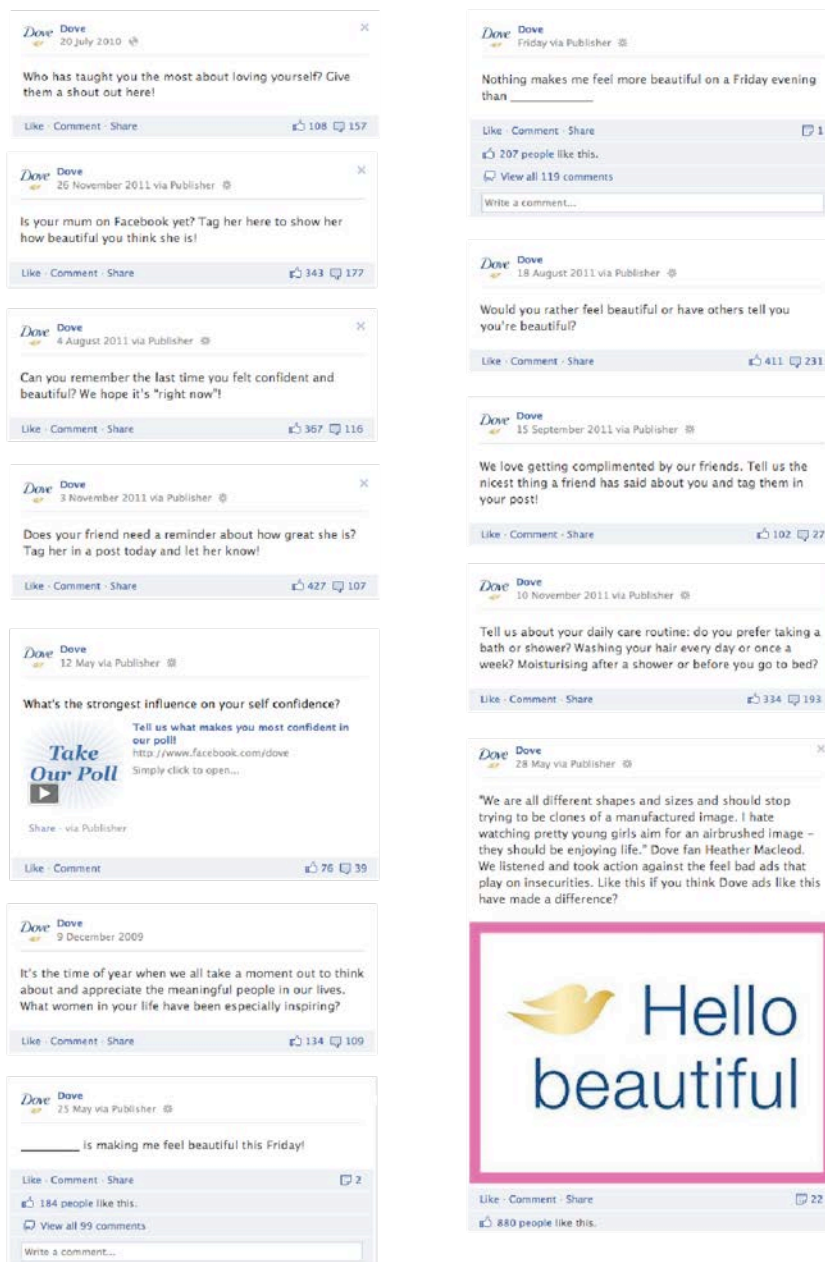 Dove Dove
20 July 2010
Who has taught you the most about loving yourself? Give
them a shout out here!
Like · Comment · Share 108 157
Dove Dove
26 November 2011 via Publisher
Is your mum on Facebook yet? Tag her here to show her
how beautiful you think she is!
Like · Comment · Share 343 177
Dove Dove
4 August 2011 via Publisher
Can you remember the last time you felt confident and
beautiful? We hope it's "right now"!
Like · Comment · Share 367 116
Dove Dove
3 November 2011 via Publisher
Does your friend need a reminder about how great she is?
Tag her in a post today and let her know!
Like · Comment · Share 427 107
Dove Dove
12 May via Publisher
What's the strongest influence on your self confidence?
Take
Our Poll
Tell us what makes you most confident in
our poll!
http://www.facebook.com/dove
Simply click to open...
Share · via Publisher
Like · Comment 76 39
Dove Dove
9 December 2009
It's the time of year when we all take a moment out to think
about and appreciate the meaningful people in our lives.
What women in your life have been especially inspiring?
Like · Comment · Share 134 109
Dove Dove
25 May via Publisher
________ is making me feel beautiful this Friday!
Like · Comment · Share 2
184 people like this.
View all 99 comments
Write a comment...
Dove Dove
Friday via Publisher
Nothing makes me feel more beautiful on a Friday evening
than ___________
Like · Comment · Share 1
207 people like this.
View all 119 comments
Write a comment...
Dove Dove
18 August 2011 via Publisher
Would you rather feel beautiful or have others tell you
you're beautiful?
Like · Comment · Share 411 231
Dove Dove
15 September 2011 via Publisher
We love getting complimented by our friends. Tell us the
nicest thing a friend has said about you and tag them in
your post!
Like · Comment · Share 102 27
Dove Dove
10 November 2011 via Publisher
Tell us about your daily care routine: do you prefer taking a
bath or shower? Washing your hair every day or once a
week? Moisturising after a shower or before you go to bed?
Like · Comment · Share 334 193
Dove Dove
28 May via Publisher
"We are all different shapes and sizes and should stop
trying to be clones of a manufactured image. I hate
watching pretty young girls aim for an airbrushed image –
they should be enjoying life." Dove fan Heather Macleod.
We listened and took action against the feel bad ads that
play on insecurities. Like this if you think Dove ads like this
have made a difference?
Hello
beautiful
Like · Comment · Share 22
880 people like this.